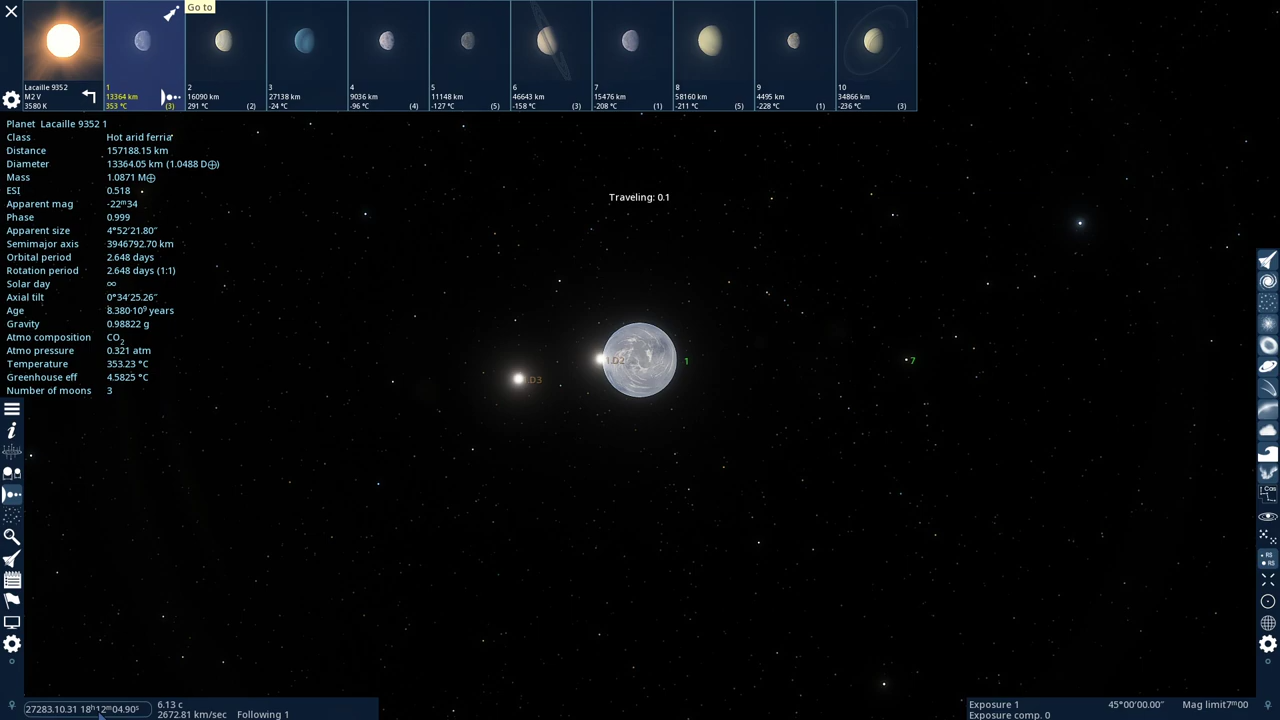 Go to
Lacaille 9352
M2 V
3580 K
1
13364 km
353 °C (3)
2
16090 km
291 °C (2)
3
27138 km
-24 °C
4
9036 km
-96 °C (4)
5
11148 km
-127 °C (5)
6
46643 km
-158 °C (3)
7
15476 km
-208 °C (1)
8
58160 km
-211 °C (5)
9
4495 km
-228 °C (1)
10
34866 km
-236 °C (3)
Planet Lacaille 9352 1
Class Hot arid ferria
Distance 157188.15 km
Diameter 13364.05 km (1.0488 D⊕)
Mass 1.0871 M⊕
ESI 0.518
Apparent mag -22ᵐ34
Phase 0.999
Apparent size 4°52′21.80″
Semimajor axis 3946792.70 km
Orbital period 2.648 days
Rotation period 2.648 days (1:1)
Solar day ∞
Axial tilt 0°34′25.26″
Age 8.380·10⁹ years
Gravity 0.98822 g
Atmo composition CO₂
Atmo pressure 0.321 atm
Temperature 353.23 °C
Greenhouse eff 4.5825 °C
Number of moons 3
Traveling: 0.1
1.D2
1
7
.D3
Cas
RS
RS
27283.10.31 18ʰ12ᵐ04.90ˢ
6.13 c
2672.81 km/sec
Following 1
Exposure 1
Exposure comp. 0
45°00′00.00″
Mag limit 7ᵐ00